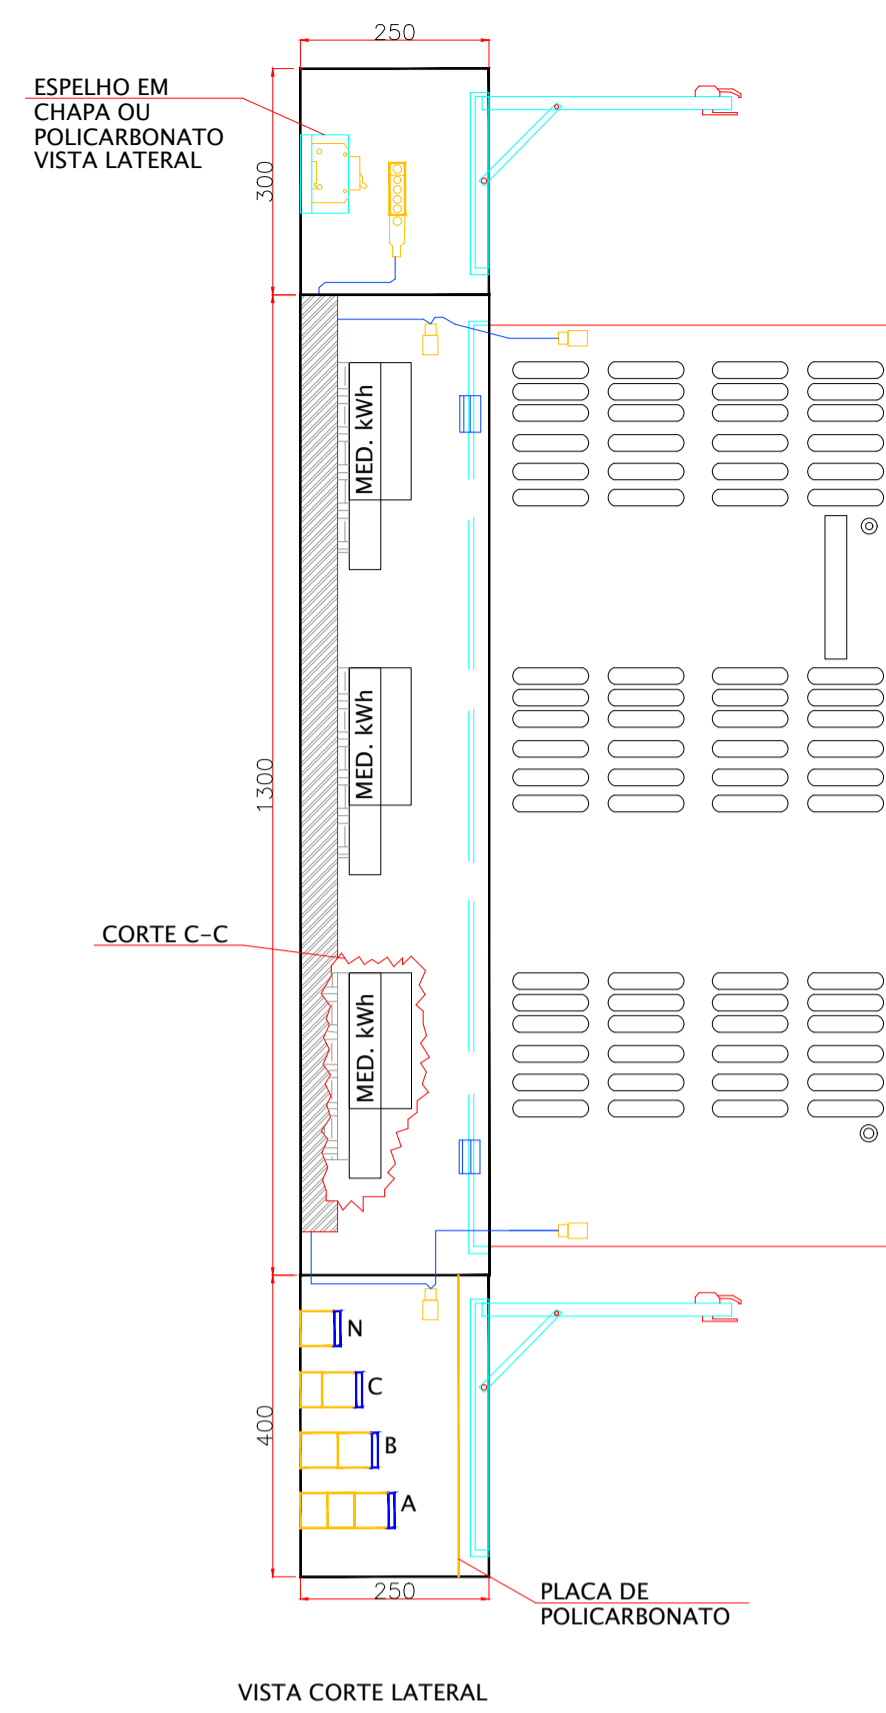 250
ESPELHO EM
CHAPA OU
POLICARBONATO
VISTA LATERAL
300
MED. kWh
MED. kWh
1300
CORTE C-C
MED. kWh
N
C
B
400
A
250
PLACA DE
POLICARBONATO
VISTA CORTE LATERAL